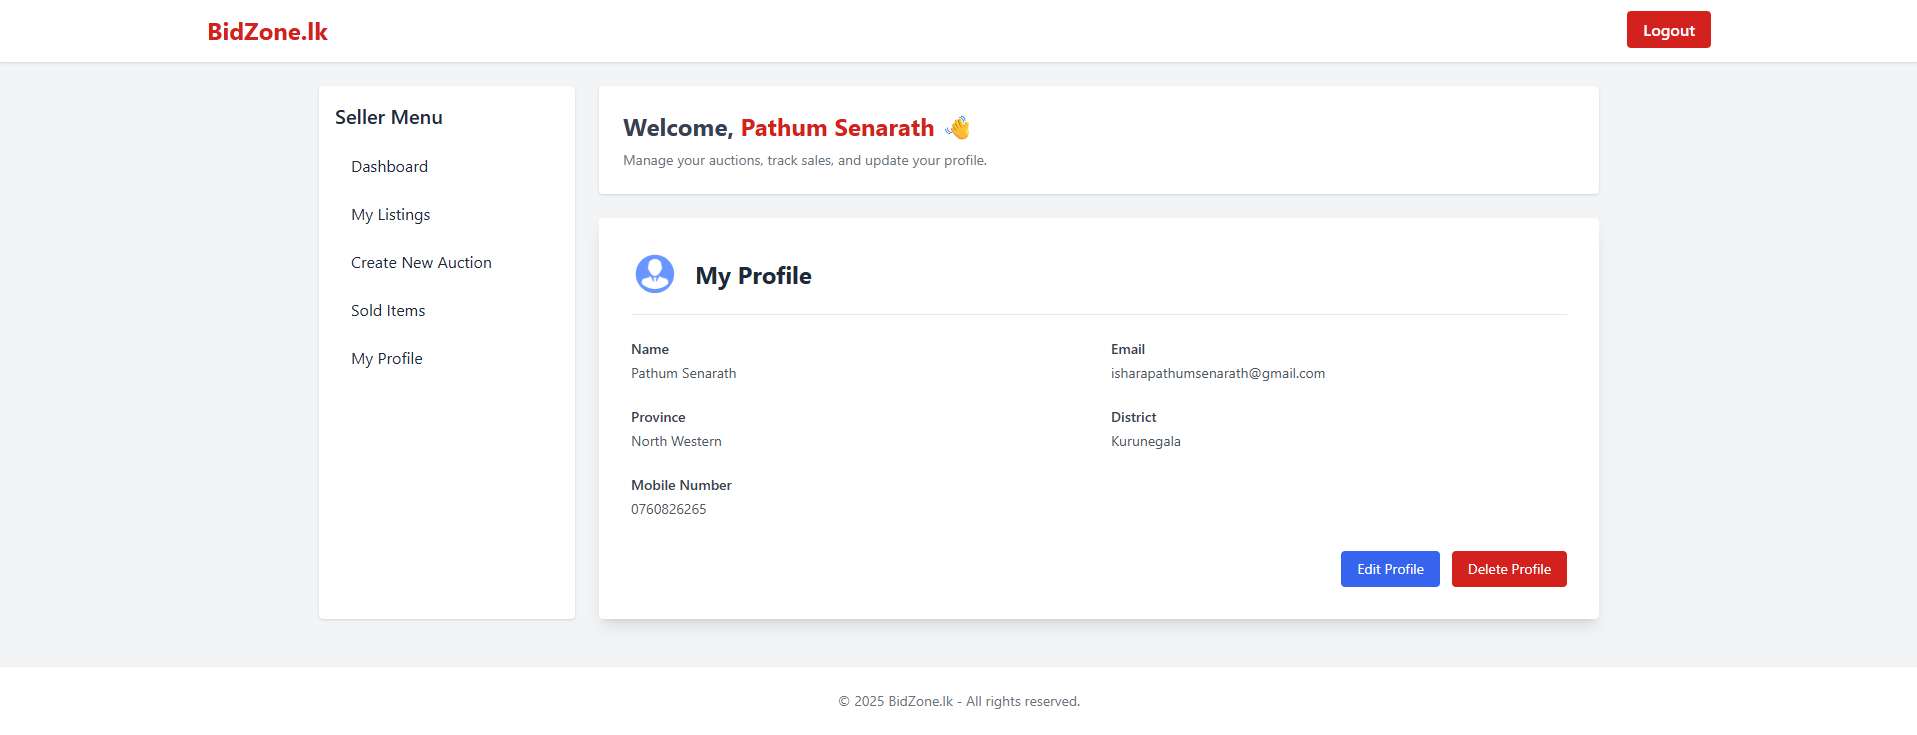 BidZone.lk
Logout
Seller Menu
Dashboard
My Listings
Create New Auction
Sold Items
My Profile
Welcome, Pathum Senarath 👋
Manage your auctions, track sales, and update your profile.
My Profile
Name
Pathum Senarath
Email
isharapathumsenarath@gmail.com
Province
North Western
District
Kurunegala
Mobile Number
0760826265
Edit Profile
Delete Profile
© 2025 BidZone.lk - All rights reserved.